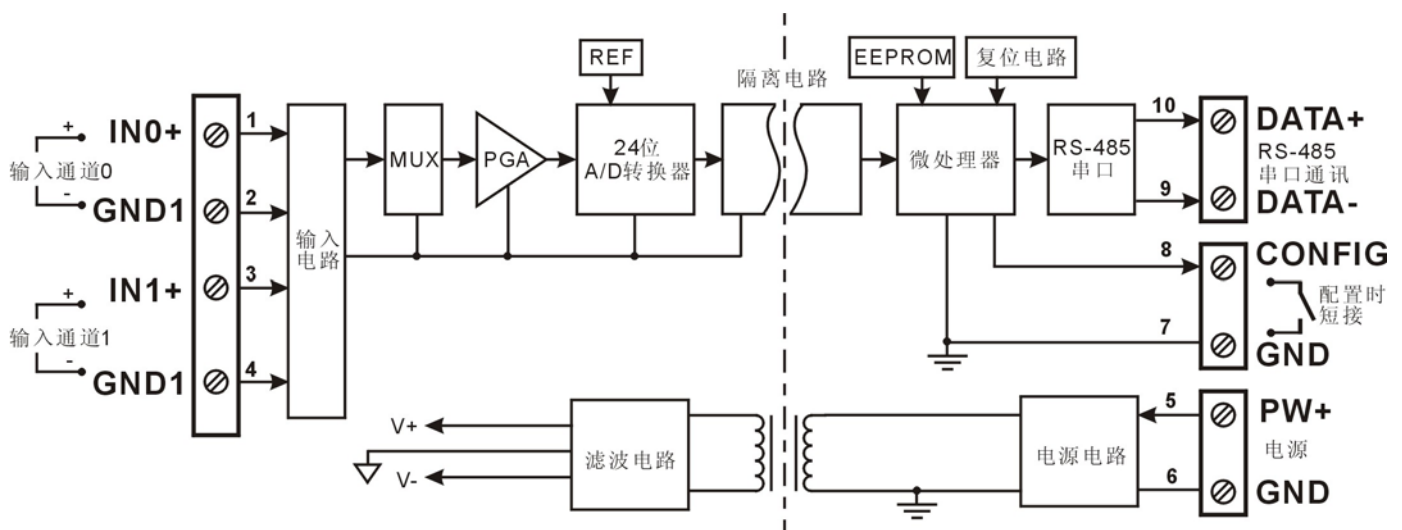 REF
EEPROM
复位电路
隔离电路
+
IN0+
1
输入通道0
-
GND1
2
+
IN1+
3
输入通道1
-
GND1
4
输入
电路
MUX
PGA
24位
A/D转换器
微处理器
RS-485
串口
10
DATA+
RS-485
串口通讯
9
DATA-
8
CONFIG
配置时
短接
7
GND
V+
V-
滤波电路
电源电路
5
PW+
电源
6
GND